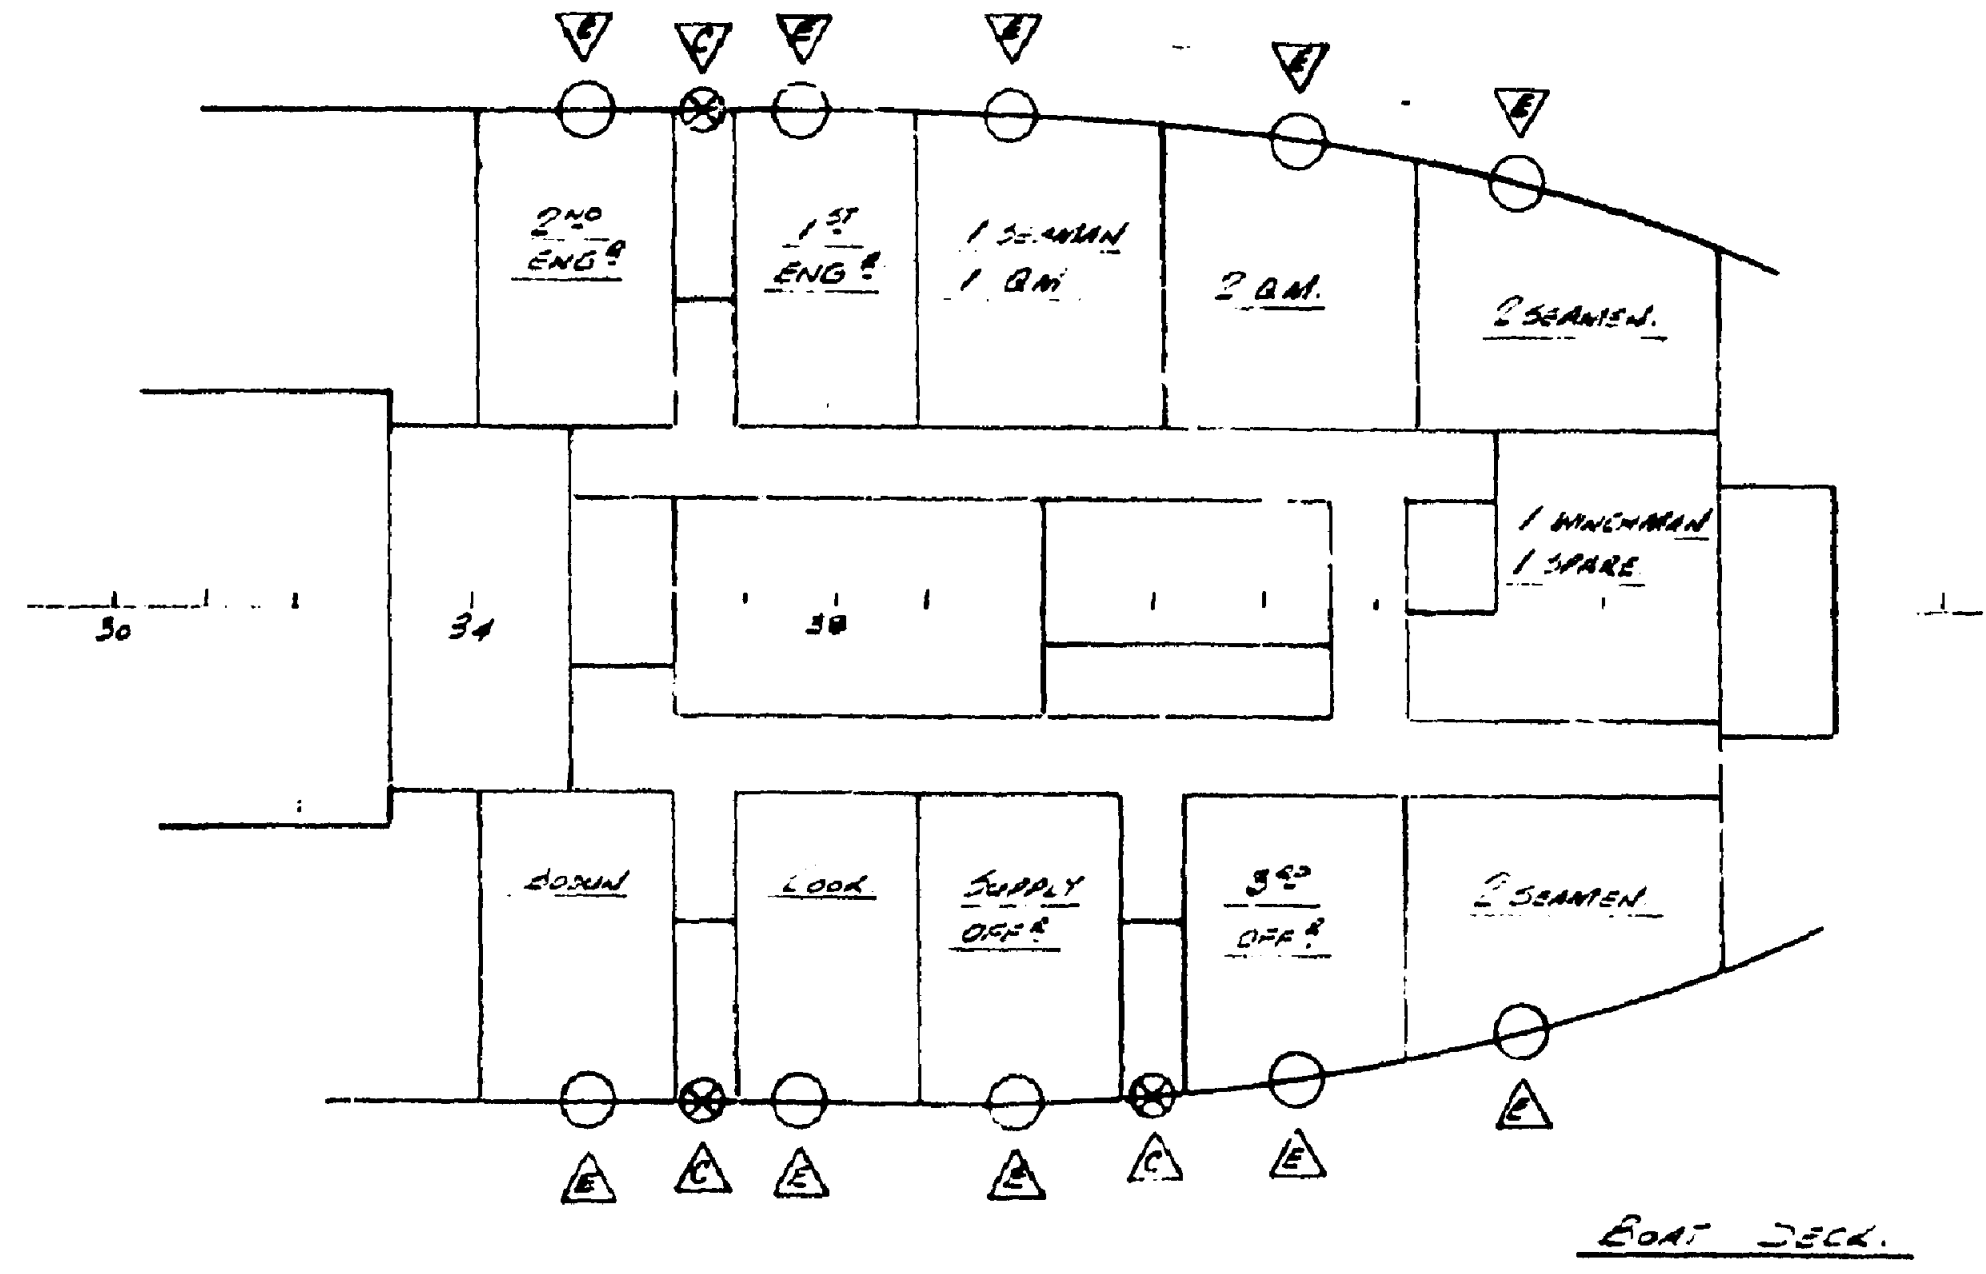 E C E E E E
2ND
ENGR
1ST
ENGR
1 SEAMAN
1 QM
2 QM.
2 SEAMEN.
1 WINCHMAN
1 SPARE
30 34 38
BOSUN
COOK
SUPPLY
OFFR
3RD
OFFR
2 SEAMEN.
E C E E C E E
BOAT DECK.